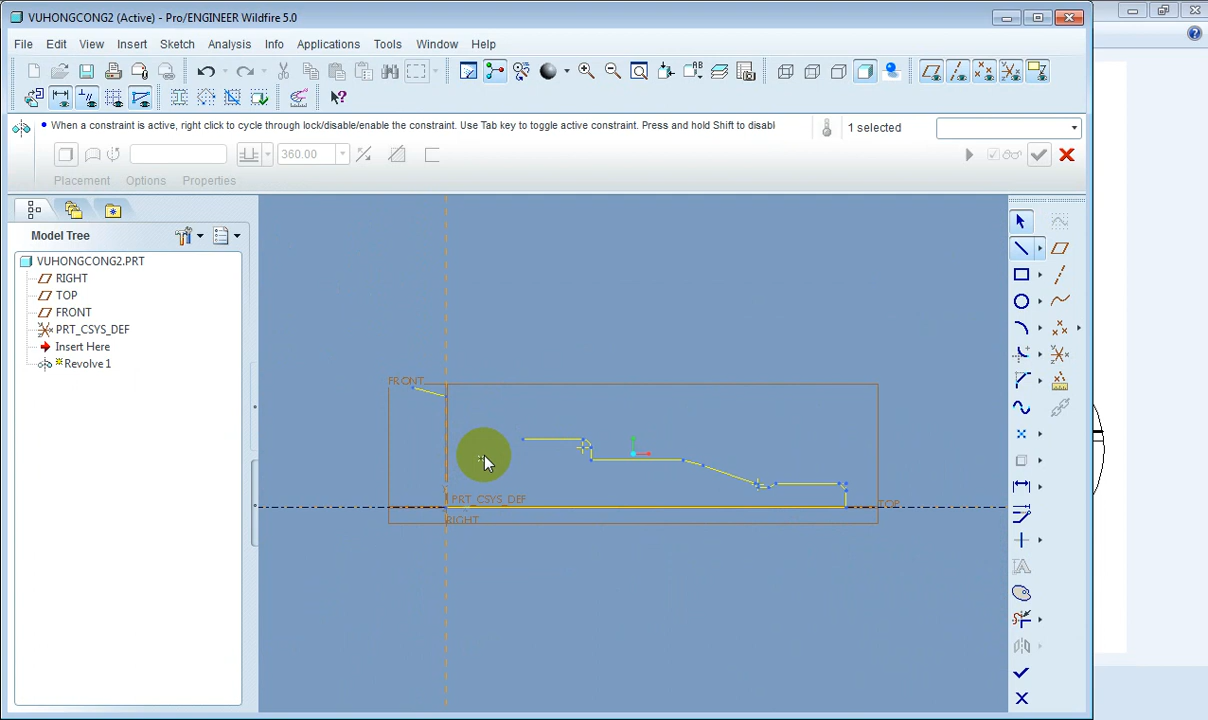 VUHONGCONG2 (Active) - Pro/ENGINEER Wildfire 5.0
File Edit View Insert Sketch Analysis Info Applications Tools Window Help
• When a constraint is active, right click to cycle through lock/disable/enable the constraint. Use Tab key to toggle active constraint. Press and hold Shift to disabl
1 selected
360.00
Placement Options Properties
Model Tree
VUHONGCONG2.PRT
RIGHT
TOP
FRONT
PRT_CSYS_DEF
Insert Here
Revolve 1
FRONT
PRT_CSYS_DEF
TOP
RIGHT